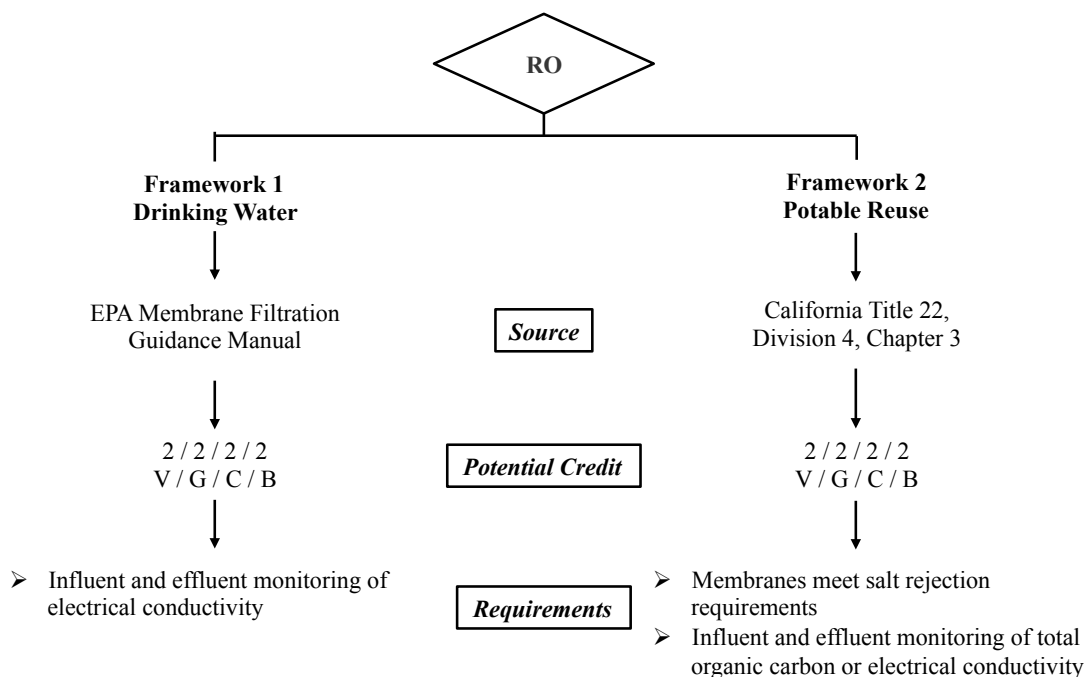 RO
Framework 1
Drinking Water
Framework 2
Potable Reuse
EPA Membrane Filtration
Guidance Manual
Source
California Title 22,
Division 4, Chapter 3
2 / 2 / 2 / 2
V / G / C / B
Potential Credit
2 / 2 / 2 / 2
V / G / C / B
➢ Influent and effluent monitoring of
electrical conductivity
Requirements
➢ Membranes meet salt rejection
requirements
➢ Influent and effluent monitoring of total
organic carbon or electrical conductivity